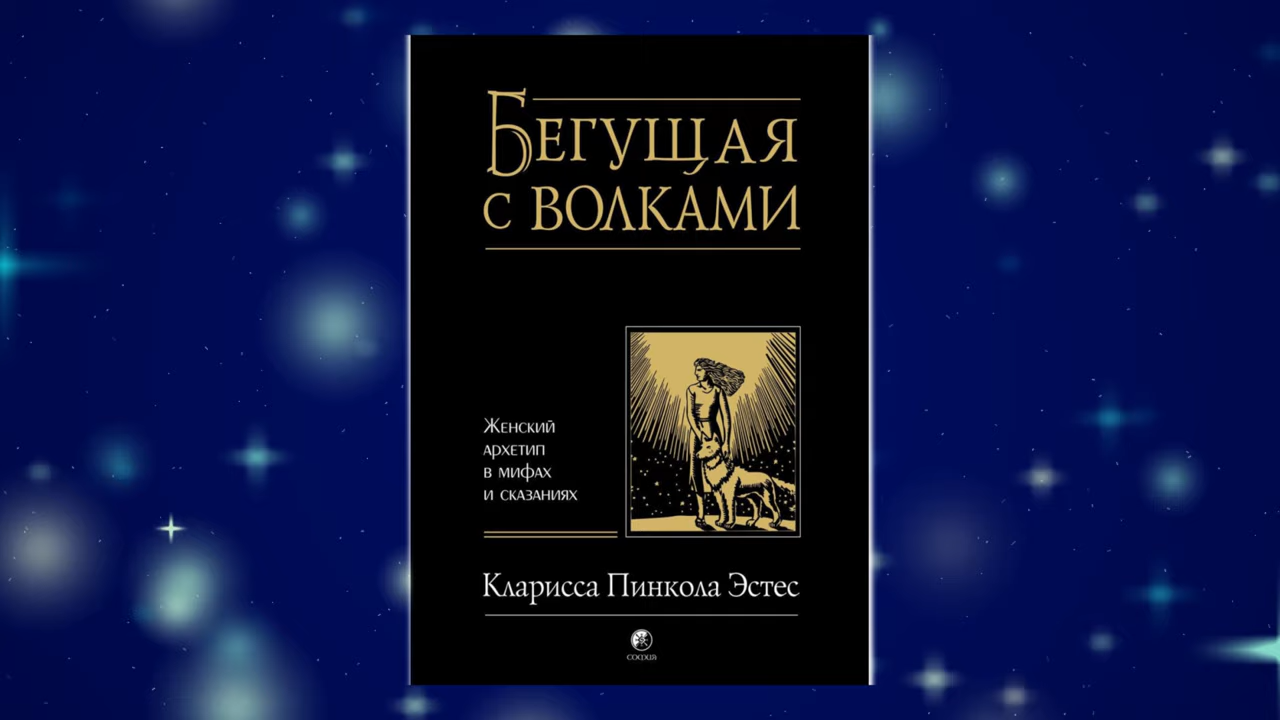 Бегущая
с волками
Женский
архетип
в мифах
и сказаниях
Кларисса Пинкола Эстес
София